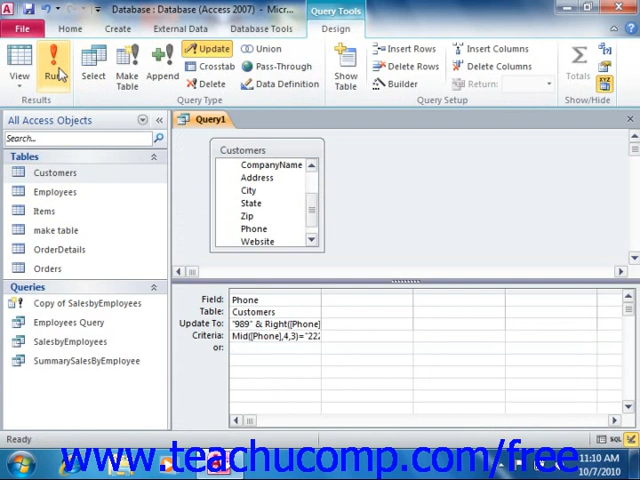 Database : Database (Access 2007) - Micr...
Query Tools
File
Home
Create
External Data
Database Tools
Design
View
Run
Select
Make Table
Append
Update
Crosstab
Delete
Union
Pass-Through
Data Definition
Show Table
Insert Rows
Delete Rows
Builder
Insert Columns
Delete Columns
Return:
Totals
Results
Query Type
Query Setup
Show/Hide
All Access Objects
Search...
Tables
Customers
Employees
Items
make table
OrderDetails
Orders
Queries
Copy of SalesbyEmployees
Employees Query
SalesbyEmployees
SummarySalesByEmployee
Query1
Customers
CompanyName
Address
City
State
Zip
Phone
Website
Field: Phone
Table: Customers
Update To: "989" & Right([Phone]
Criteria: Mid([Phone],4,3)="222
or:
Ready
SQL
www.teachucomp.com/free
11:10 AM
10/7/2010